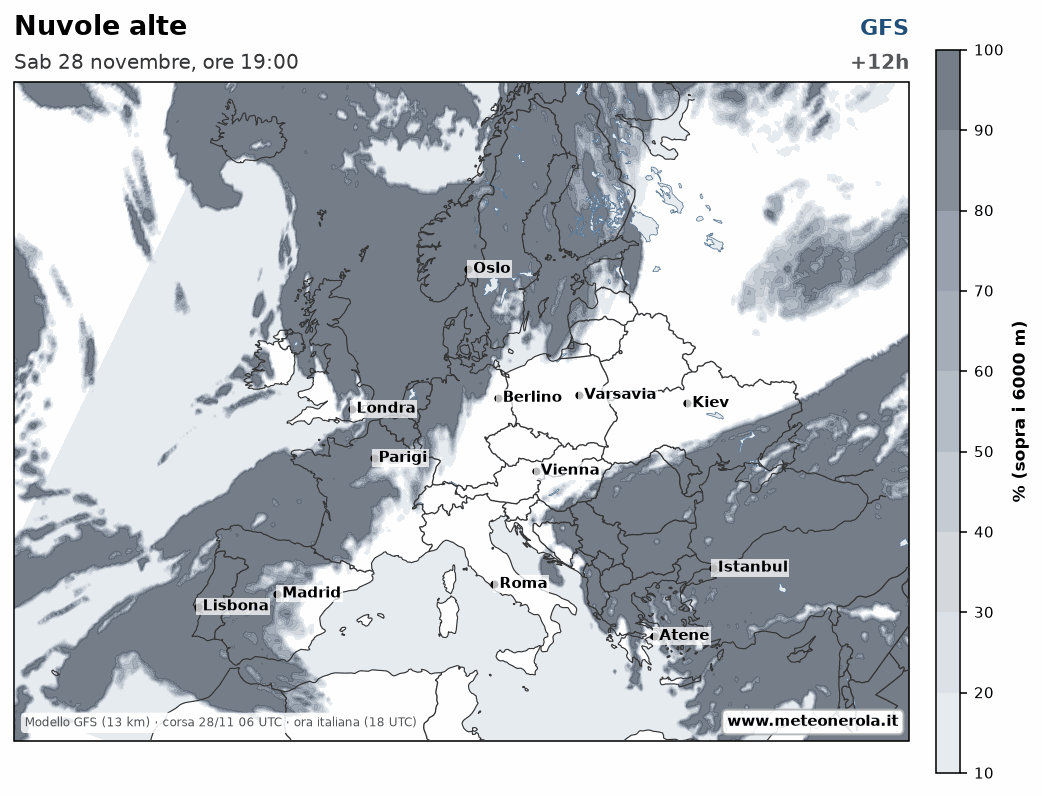 Nuvole alte
GFS
Sab 28 novembre, ore 19:00
+12h
100
90
80
70
60
50
40
30
20
10
% (sopra i 6000 m)
Oslo
Londra
Berlino
Varsavia
Kiev
Parigi
Vienna
Istanbul
Roma
Madrid
Lisbona
Atene
Modello GFS (13 km) · corsa 28/11 06 UTC · ora italiana (18 UTC)
www.meteonerola.it